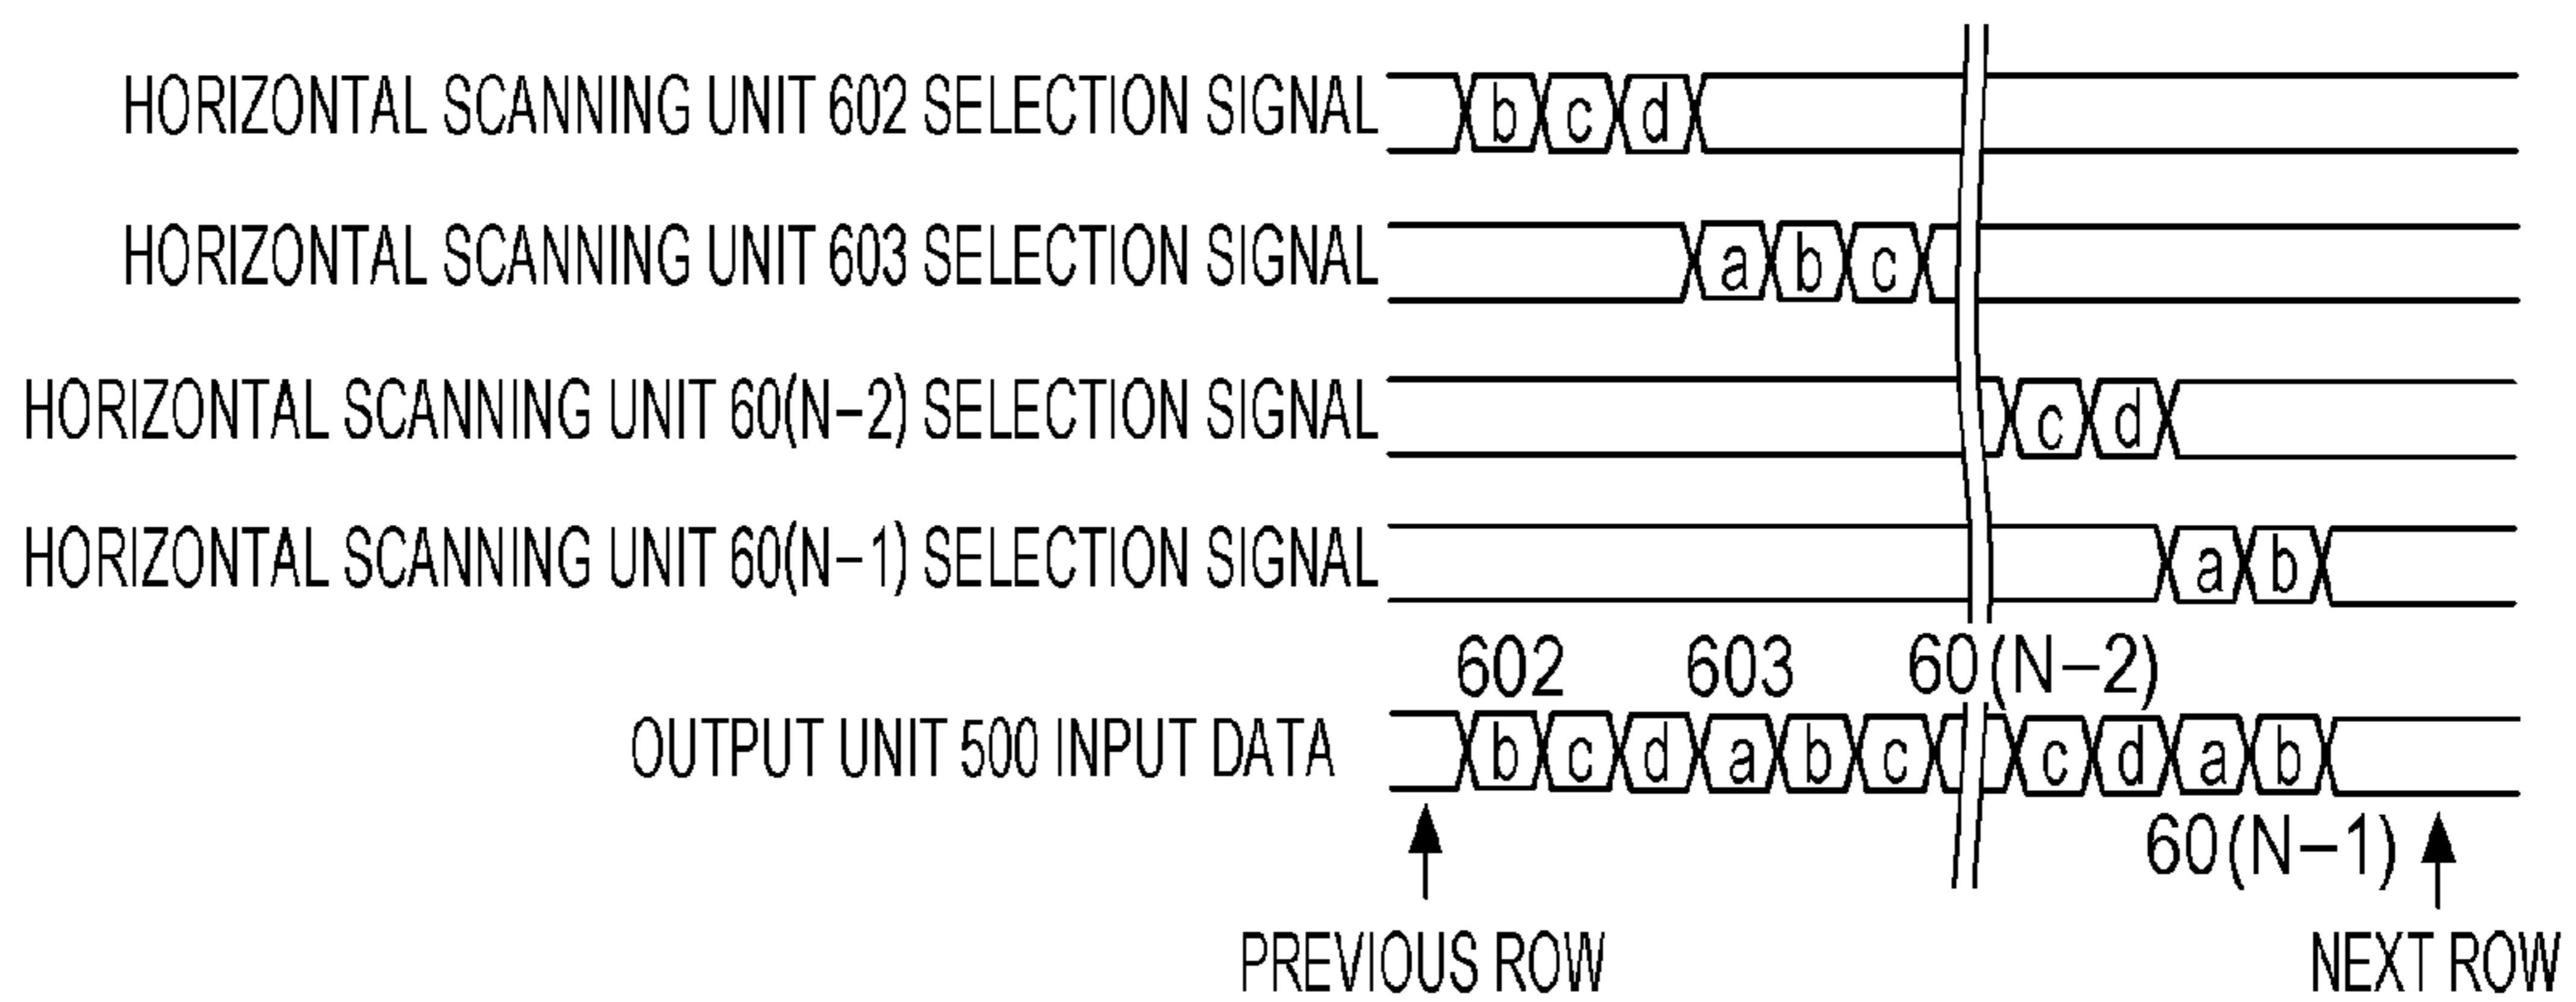 HORIZONTAL SCANNING UNIT 602 SELECTION SIGNAL b c d
HORIZONTAL SCANNING UNIT 603 SELECTION SIGNAL a b c
HORIZONTAL SCANNING UNIT 60(N−2) SELECTION SIGNAL c d
HORIZONTAL SCANNING UNIT 60(N−1) SELECTION SIGNAL a b
602 603 60(N−2)
OUTPUT UNIT 500 INPUT DATA b c d a b c c d a b
60(N−1)
PREVIOUS ROW NEXT ROW